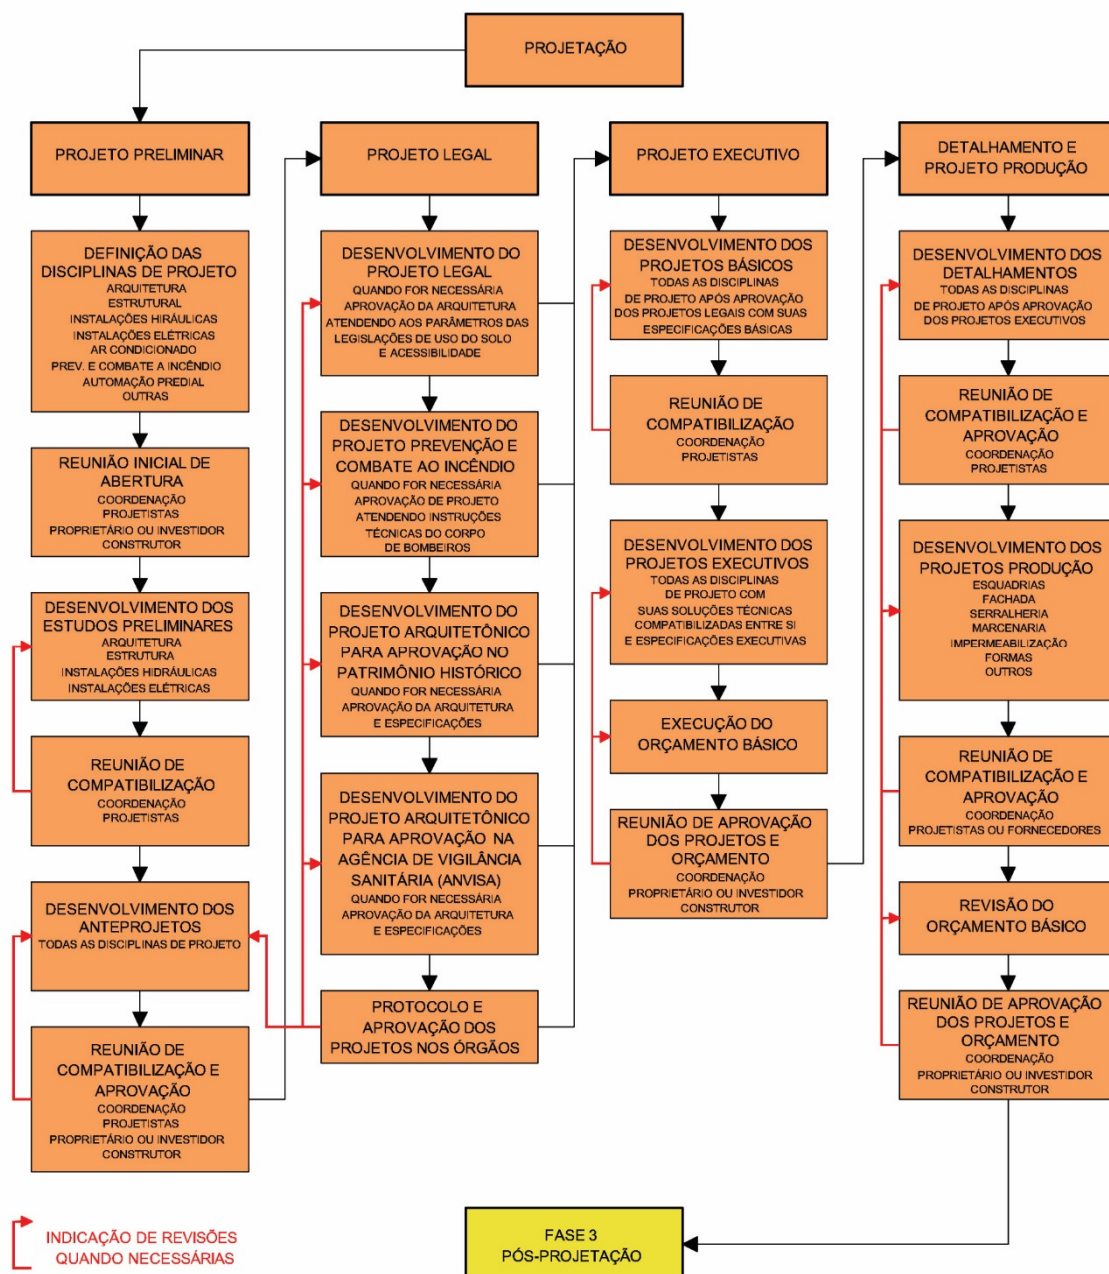 PROJETAÇÃO
PROJETO PRELIMINAR
DEFINIÇÃO DAS
DISCIPLINAS DE PROJETO
ARQUITETURA
ESTRUTURAL
INSTALAÇÕES HIRÁULICAS
INSTALAÇÕES ELÉTRICAS
AR CONDICIONADO
PREV. E COMBATE A INCÊNDIO
AUTOMAÇÃO PREDIAL
OUTRAS
REUNIÃO INICIAL DE
ABERTURA
COORDENAÇÃO
PROJETISTAS
PROPRIETÁRIO OU INVESTIDOR
CONSTRUTOR
DESENVOLVIMENTO DOS
ESTUDOS PRELIMINARES
ARQUITETURA
ESTRUTURA
INSTALAÇÕES HIDRÁULICAS
INSTALAÇÕES ELÉTRICAS
REUNIÃO DE
COMPATIBILIZAÇÃO
COORDENAÇÃO
PROJETISTAS
DESENVOLVIMENTO DOS
ANTEPROJETOS
TODAS AS DISCIPLINAS DE PROJETO
REUNIÃO DE
COMPATIBILIZAÇÃO E
APROVAÇÃO
COORDENAÇÃO
PROJETISTAS
PROPRIETÁRIO OU INVESTIDOR
CONSTRUTOR
PROJETO LEGAL
DESENVOLVIMENTO DO
PROJETO LEGAL
QUANDO FOR NECESSÁRIA
APROVAÇÃO DA ARQUITETURA
ATENDENDO AOS PARÂMETROS DAS
LEGISLAÇÕES DE USO DO SOLO
E ACESSIBILIDADE
DESENVOLVIMENTO DO
PROJETO PREVENÇÃO E
COMBATE AO INCÊNDIO
QUANDO FOR NECESSÁRIA
APROVAÇÃO DE PROJETO
ATENDENDO INSTRUÇÕES
TÉCNICAS DO CORPO
DE BOMBEIROS
DESENVOLVIMENTO DO
PROJETO ARQUITETÔNICO
PARA APROVAÇÃO NO
PATRIMÔNIO HISTÓRICO
QUANDO FOR NECESSÁRIA
APROVAÇÃO DA ARQUITETURA
E ESPECIFICAÇÕES
DESENVOLVIMENTO DO
PROJETO ARQUITETÔNICO
PARA APROVAÇÃO NA
AGÊNCIA DE VIGILÂNCIA
SANITÁRIA (ANVISA)
QUANDO FOR NECESSÁRIA
APROVAÇÃO DA ARQUITETURA
E ESPECIFICAÇÕES
PROTOCOLO E
APROVAÇÃO DOS
PROJETOS NOS ÓRGÃOS
PROJETO EXECUTIVO
DESENVOLVIMENTO DOS
PROJETOS BÁSICOS
TODAS AS DISCIPLINAS
DE PROJETO APÓS APROVAÇÃO
DOS PROJETOS LEGAIS COM SUAS
ESPECIFICAÇÕES BÁSICAS
REUNIÃO DE
COMPATIBILIZAÇÃO
COORDENAÇÃO
PROJETISTAS
DESENVOLVIMENTO DOS
PROJETOS EXECUTIVOS
TODAS AS DISCIPLINAS
DE PROJETO COM
SUAS SOLUÇÕES TÉCNICAS
COMPATIBILIZADAS ENTRE SI
E ESPECIFICAÇÕES EXECUTIVAS
EXECUÇÃO DO
ORÇAMENTO BÁSICO
REUNIÃO DE APROVAÇÃO
DOS PROJETOS E
ORÇAMENTO
COORDENAÇÃO
PROPRIETÁRIO OU INVESTIDOR
CONSTRUTOR
DETALHAMENTO E
PROJETO PRODUÇÃO
DESENVOLVIMENTO DOS
DETALHAMENTOS
TODAS AS DISCIPLINAS
DE PROJETO APÓS APROVAÇÃO
DOS PROJETOS EXECUTIVOS
REUNIÃO DE
COMPATIBILIZAÇÃO E
APROVAÇÃO
COORDENAÇÃO
PROJETISTAS
DESENVOLVIMENTO DOS
PROJETOS PRODUÇÃO
ESQUADRIAS
FACHADA
SERRALHERIA
MARCENARIA
IMPERMEABILIZAÇÃO
FORMAS
OUTROS
REUNIÃO DE
COMPATIBILIZAÇÃO E
APROVAÇÃO
COORDENAÇÃO
PROJETISTAS OU FORNECEDORES
REVISÃO DO
ORÇAMENTO BÁSICO
REUNIÃO DE APROVAÇÃO
DOS PROJETOS E
ORÇAMENTO
COORDENAÇÃO
PROPRIETÁRIO OU INVESTIDOR
CONSTRUTOR
INDICAÇÃO DE REVISÕES
QUANDO NECESSÁRIAS
FASE 3
PÓS-PROJETAÇÃO